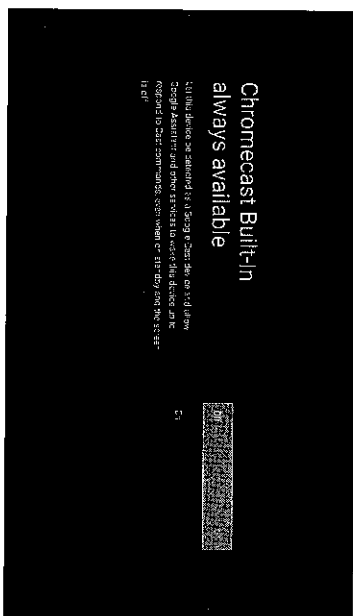 Chromecast Built-In
always available
Let this device be detected as a Google Cast device and allow
Google Assistant and other services to wake this device up to
respond to Cast commands, even when on standby and the screen
is off
Off
On